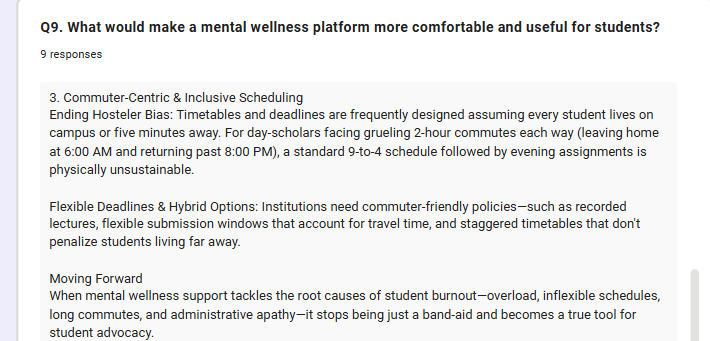 Q9. What would make a mental wellness platform more comfortable and useful for students?
9 responses
3. Commuter-Centric & Inclusive Scheduling
Ending Hosteler Bias: Timetables and deadlines are frequently designed assuming every student lives on
campus or five minutes away. For day-scholars facing grueling 2-hour commutes each way (leaving home
at 6:00 AM and returning past 8:00 PM), a standard 9-to-4 schedule followed by evening assignments is
physically unsustainable.
Flexible Deadlines & Hybrid Options: Institutions need commuter-friendly policies—such as recorded
lectures, flexible submission windows that account for travel time, and staggered timetables that don't
penalize students living far away.
Moving Forward
When mental wellness support tackles the root causes of student burnout—overload, inflexible schedules,
long commutes, and administrative apathy—it stops being just a band-aid and becomes a true tool for
student advocacy.